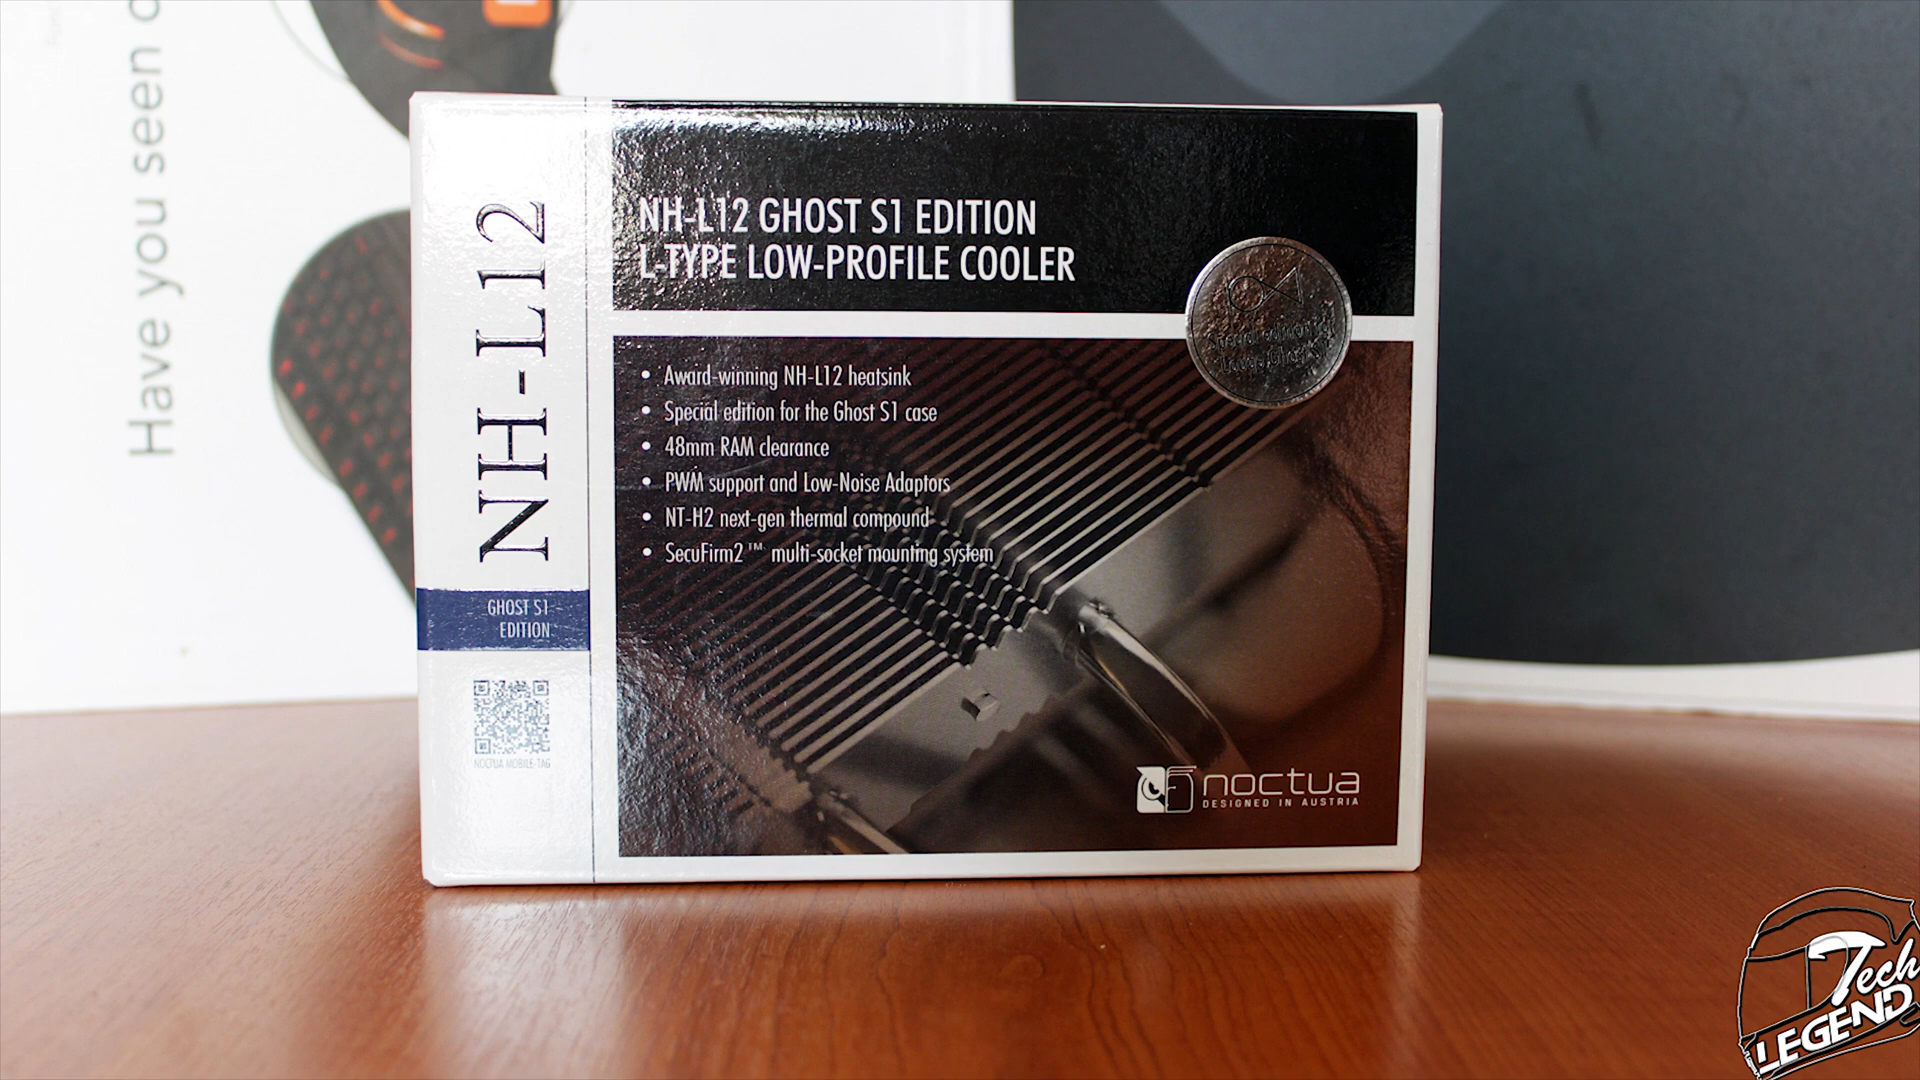 Have you seen
NH-L12
GHOST S1
EDITION
NOCTUA MOBILE-TAG
NH-L12 GHOST S1 EDITION
L-TYPE LOW-PROFILE COOLER
Special edition
• Award-winning NH-L12 heatsink
• Special edition for the Ghost S1 case
• 48mm RAM clearance
• PWM support and Low-Noise Adaptors
• NT-H2 next-gen thermal compound
• SecuFirm2™ multi-socket mounting system
noctua
DESIGNED IN AUSTRIA
Tech
LEGEND